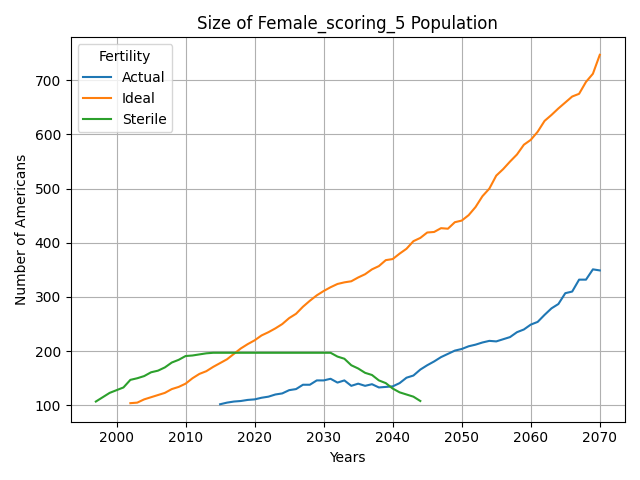 Size of Female_scoring_5 Population
Fertility
Actual
Ideal
Sterile
Number of Americans
700
600
500
400
300
200
100
2000 2010 2020 2030 2040 2050 2060 2070
Years